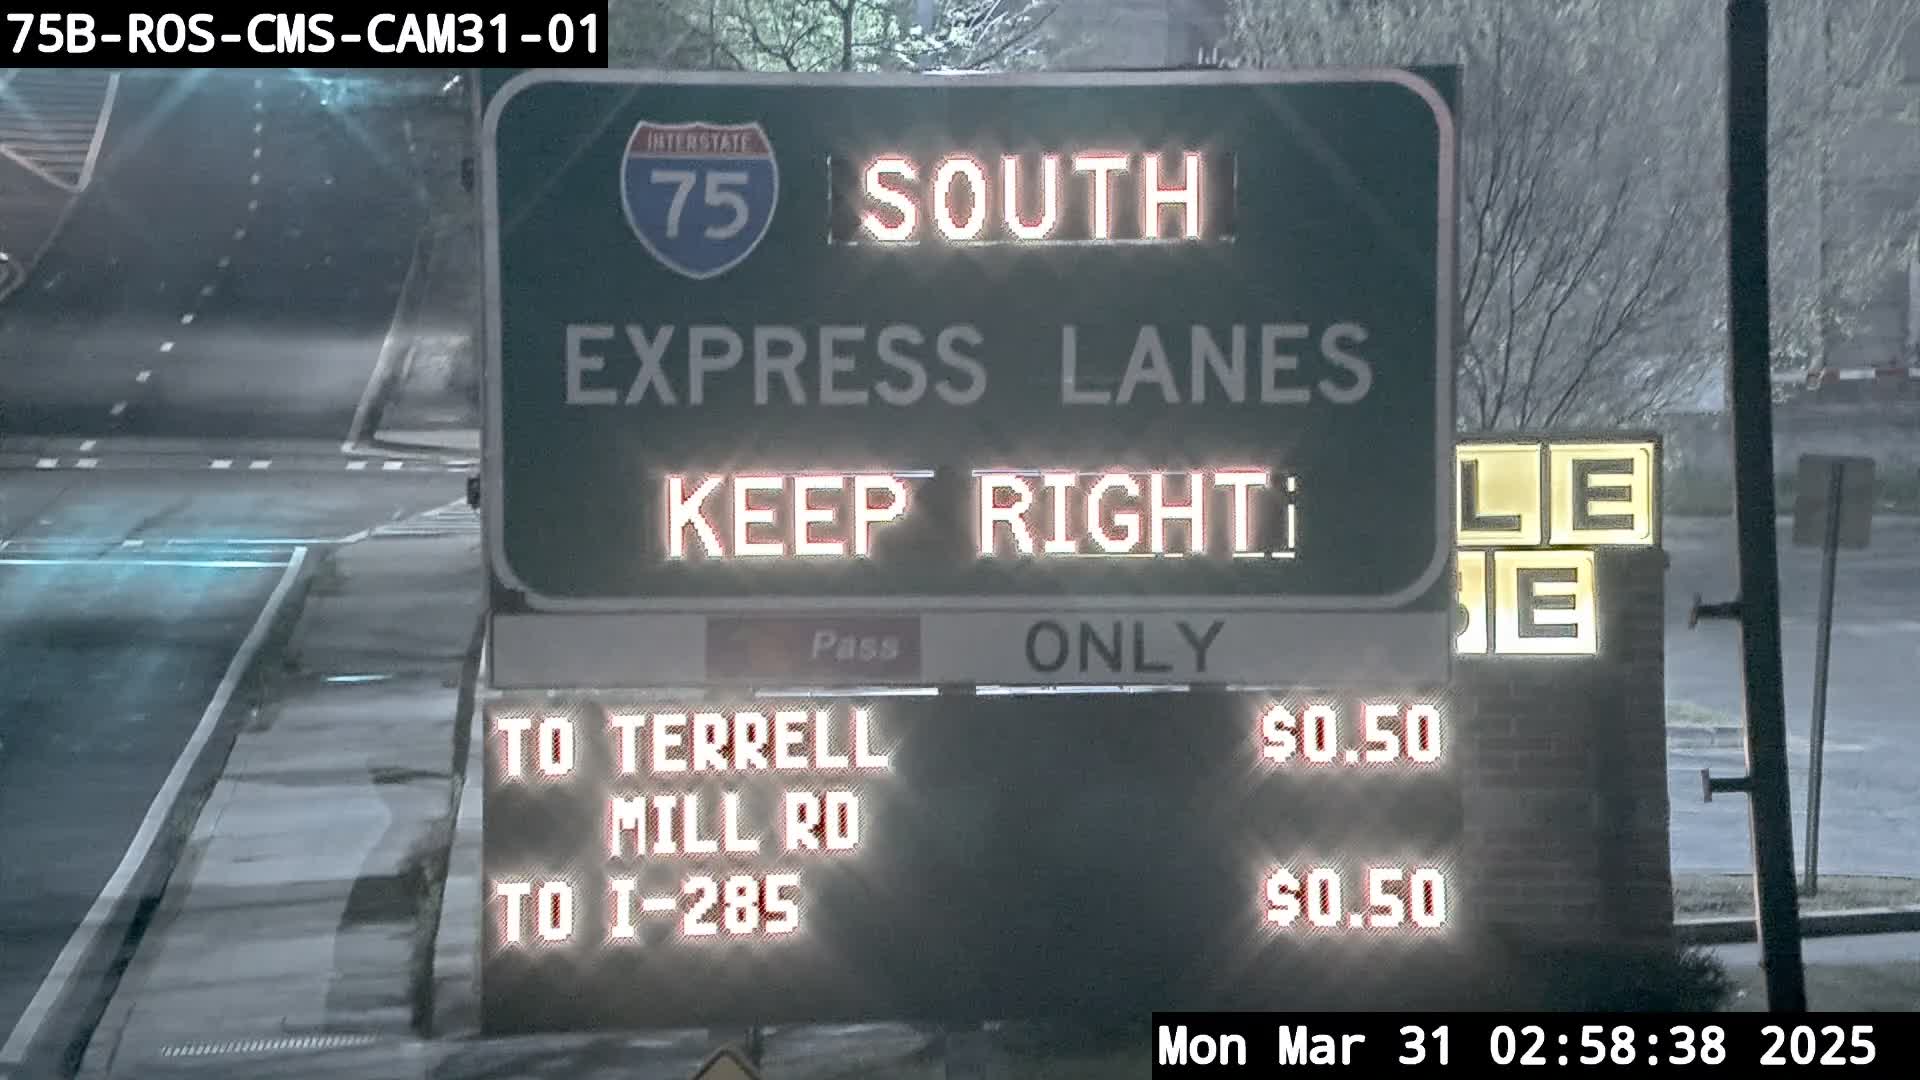 75B-ROS-CMS-CAM31-01
INTERSTATE
75
SOUTH
EXPRESS LANES
KEEP RIGHT
LE
E
Pass ONLY
TO TERRELL $0.50
MILL RD
TO I-285 $0.50
Mon Mar 31 02:58:38 2025